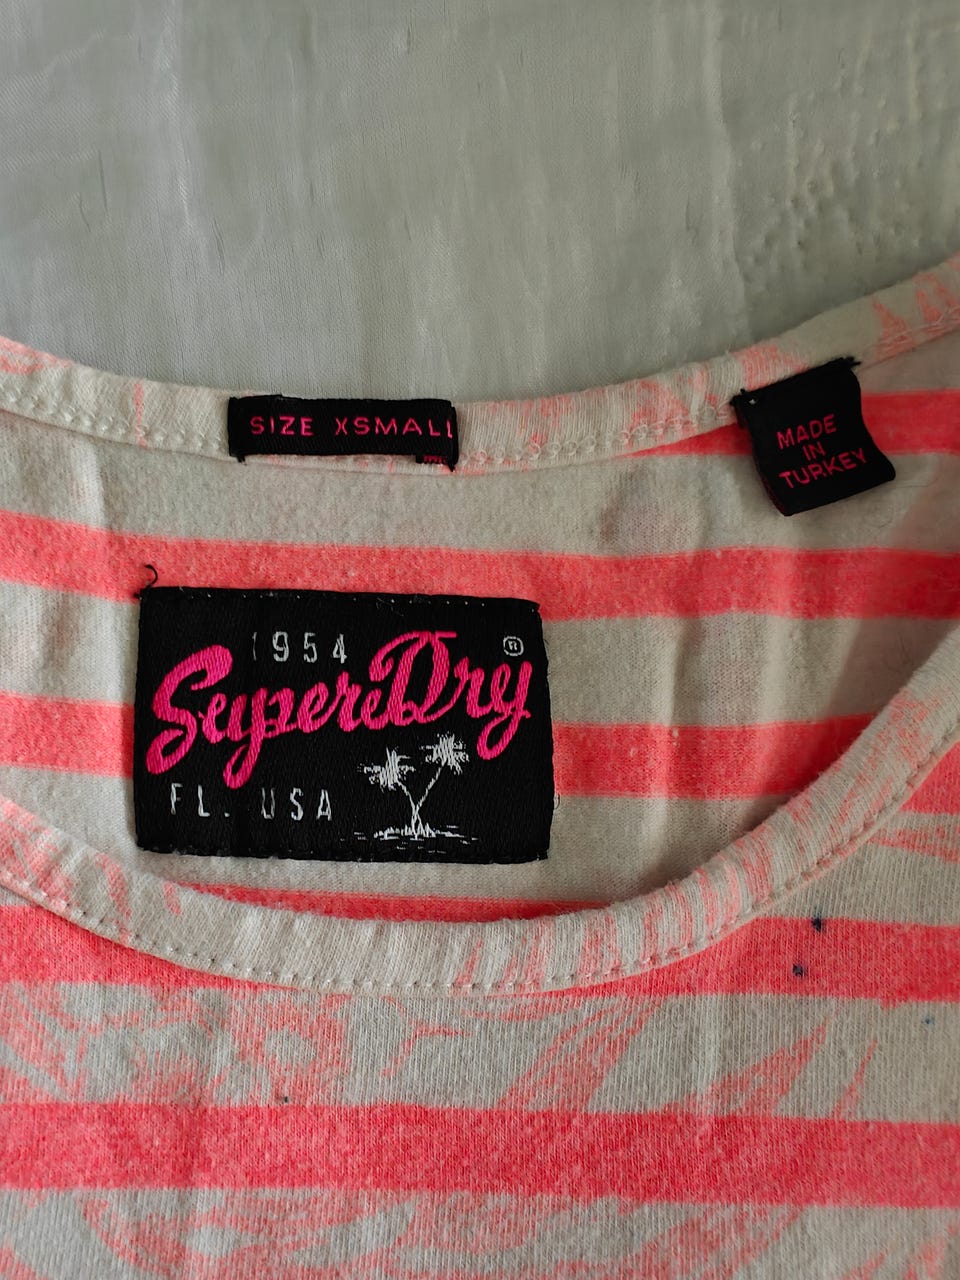 SIZE XSMALL
MADE
IN
TURKEY
1954
SuperDry®
FL. USA